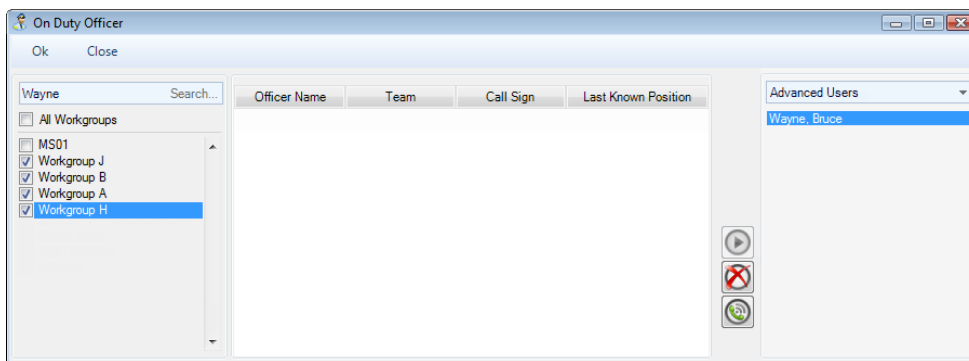 On Duty Officer
Ok Close
Wayne Search...
All Workgroups
MS01
Workgroup J
Workgroup B
Workgroup A
Workgroup H
Officer Name Team Call Sign Last Known Position
Advanced Users
Wayne, Bruce